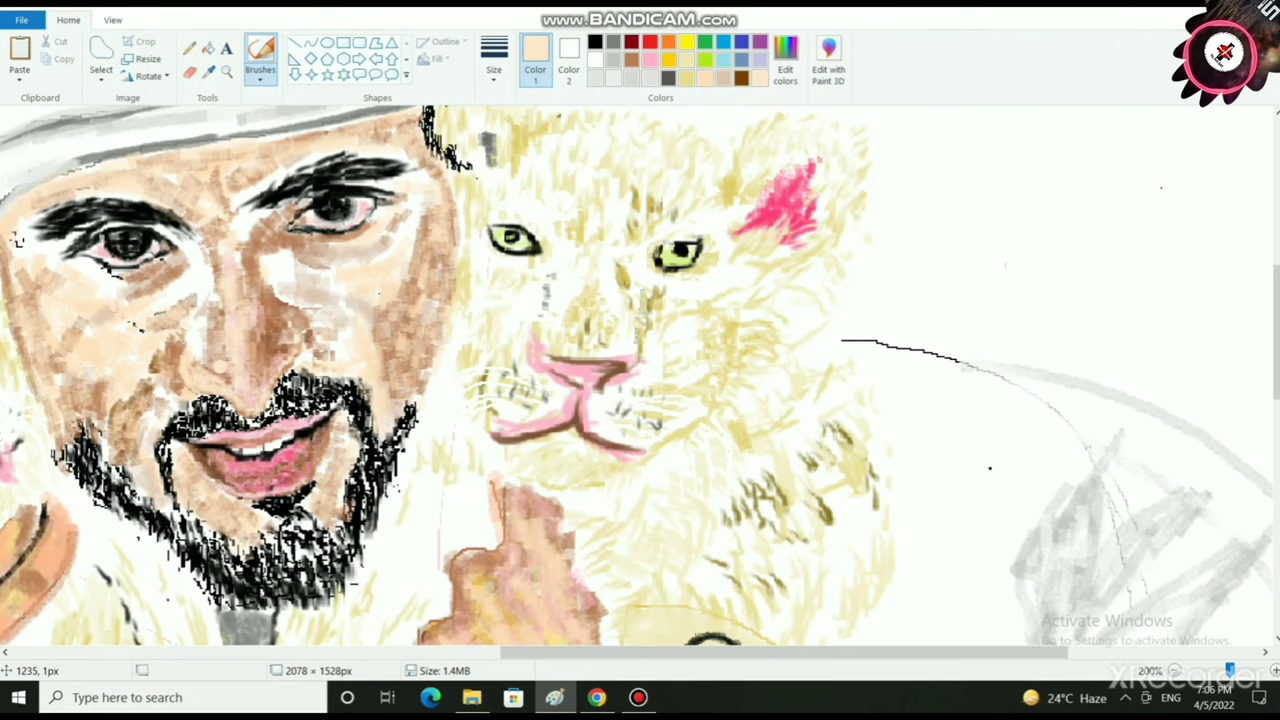 www.BANDICAM.com
File Home View
Cut
Copy
Paste
Clipboard
Crop
Resize
Rotate
Select
Image
Tools
Brushes
Outline
Fill
Shapes
Size
Color 1
Color 2
Edit colors
Edit with Paint 3D
Colors
Activate Windows
Go to Settings to activate Windows.
1235, 1px
2078 × 1528px
Size: 1.4MB
200%
XRecorder
Type here to search
24°C Haze
ENG
7:06 PM
4/5/2022